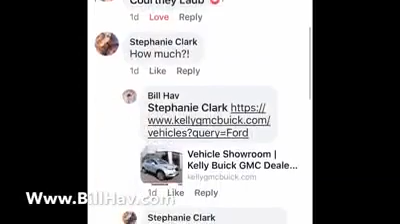 Courtney Laub
1d Love Reply
Stephanie Clark
How much?!
1d Like Reply
Bill Hav
Stephanie Clark https://
www.kellygmcbuick.com/
vehicles?query=Ford
Vehicle Showroom |
Kelly Buick GMC Deale...
kellygmcbuick.com
1d Like Reply
www.BillHav.com
Stephanie Clark